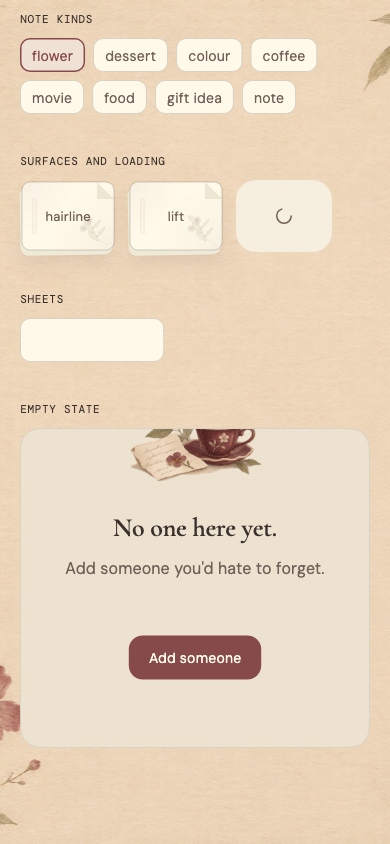 NOTE KINDS
flower dessert colour coffee
movie food gift idea note
SURFACES AND LOADING
hairline lift
SHEETS
EMPTY STATE
No one here yet.
Add someone you'd hate to forget.
Add someone